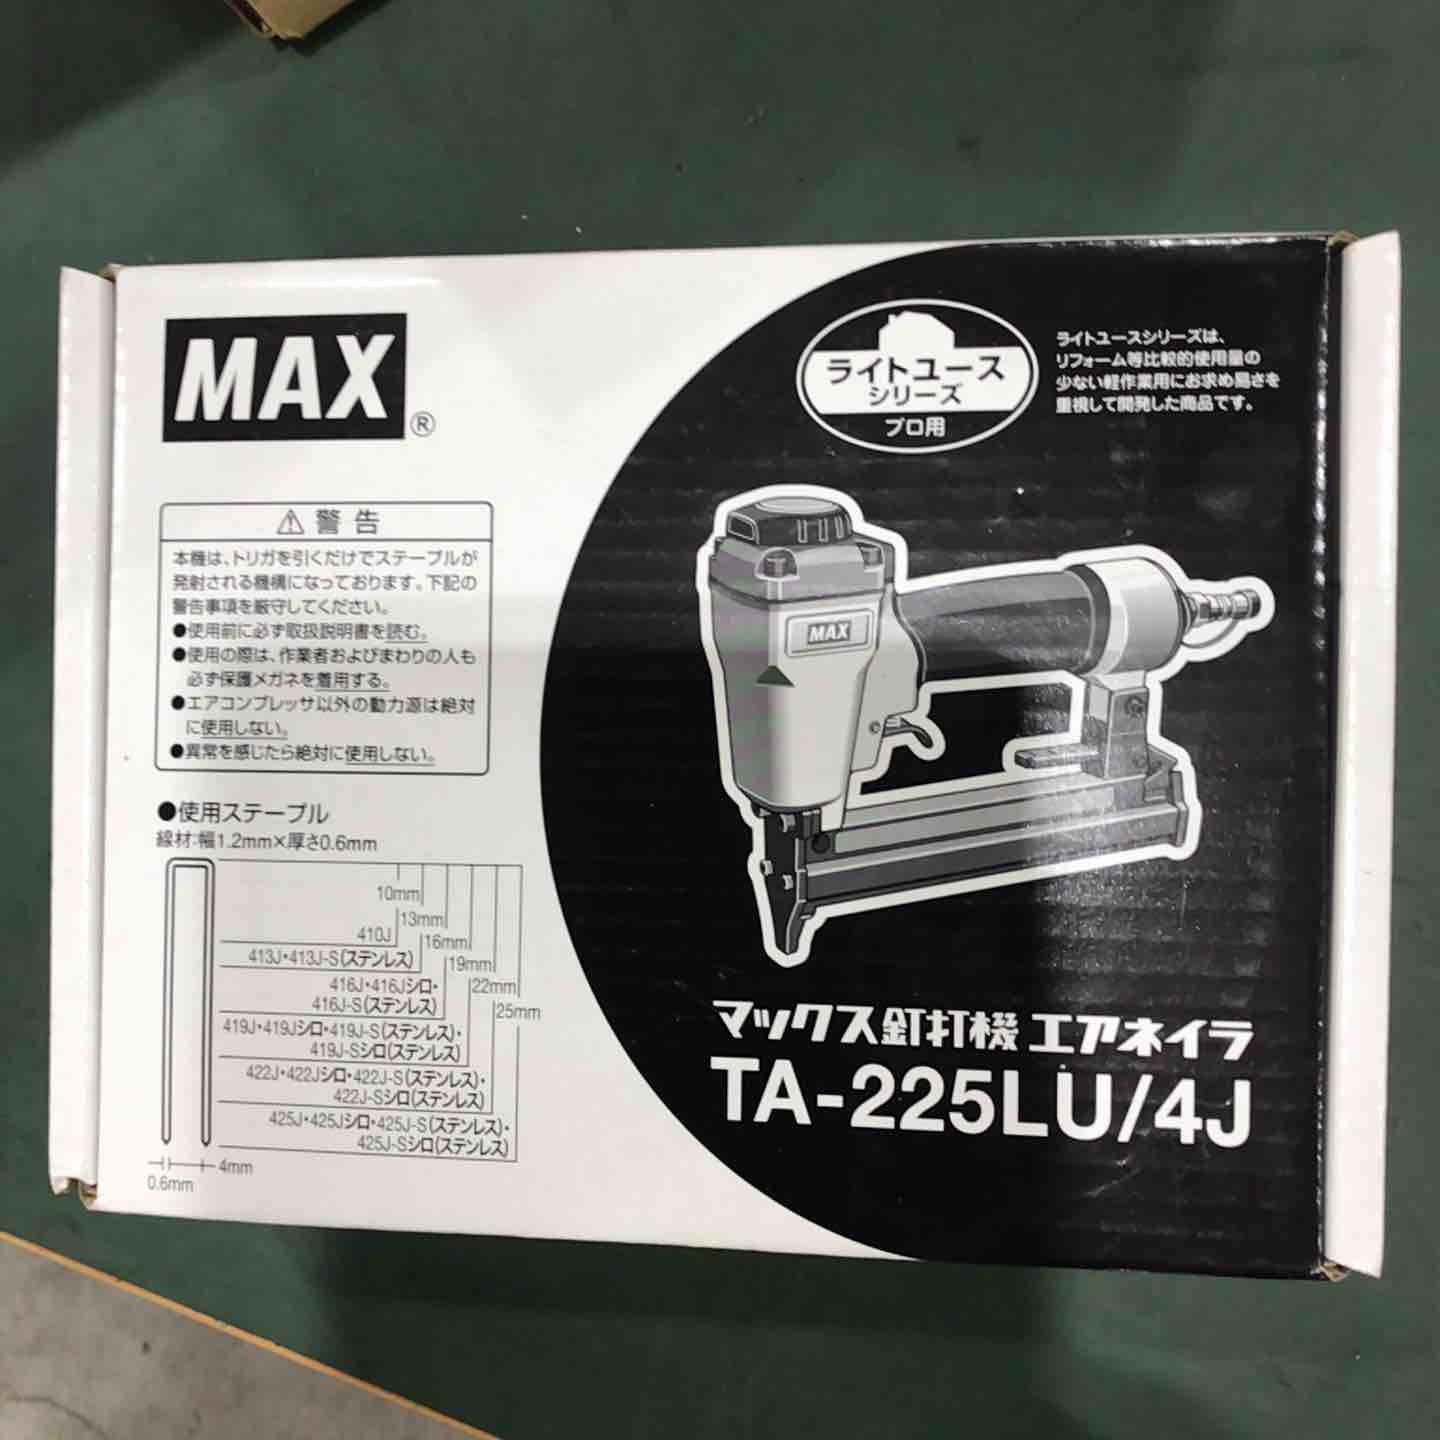 MAX®
ライトユース
シリーズ
プロ用
ライトユースシリーズは、
リフォーム等比較的使用量の
少ない軽作業用にお求め易さを
重視して開発した商品です。
⚠ 警告
本機は、トリガを引くだけでステープルが
発射される機構になっております。下記の
警告事項を厳守してください。
●使用前に必ず取扱説明書を読む。
●使用の際は、作業者およびまわりの人も
必ず保護メガネを着用する。
●エアコンプレッサ以外の動力源は絶対
に使用しない。
●異常を感じたら絶対に使用しない。
●使用ステープル
線材:幅1.2mm×厚さ0.6mm
10mm
410J
13mm
413J・413J-S(ステンレス)
16mm
416J・416Jシロ・
416J-S(ステンレス)
19mm
419J・419Jシロ・419J-S(ステンレス)・
419J-Sシロ(ステンレス)
22mm
422J・422Jシロ・422J-S(ステンレス)・
422J-Sシロ(ステンレス)
25mm
425J・425Jシロ・425J-S(ステンレス)・
425J-Sシロ(ステンレス)
4mm
0.6mm
MAX
マックス釘打機 エアネイラ
TA-225LU/4J